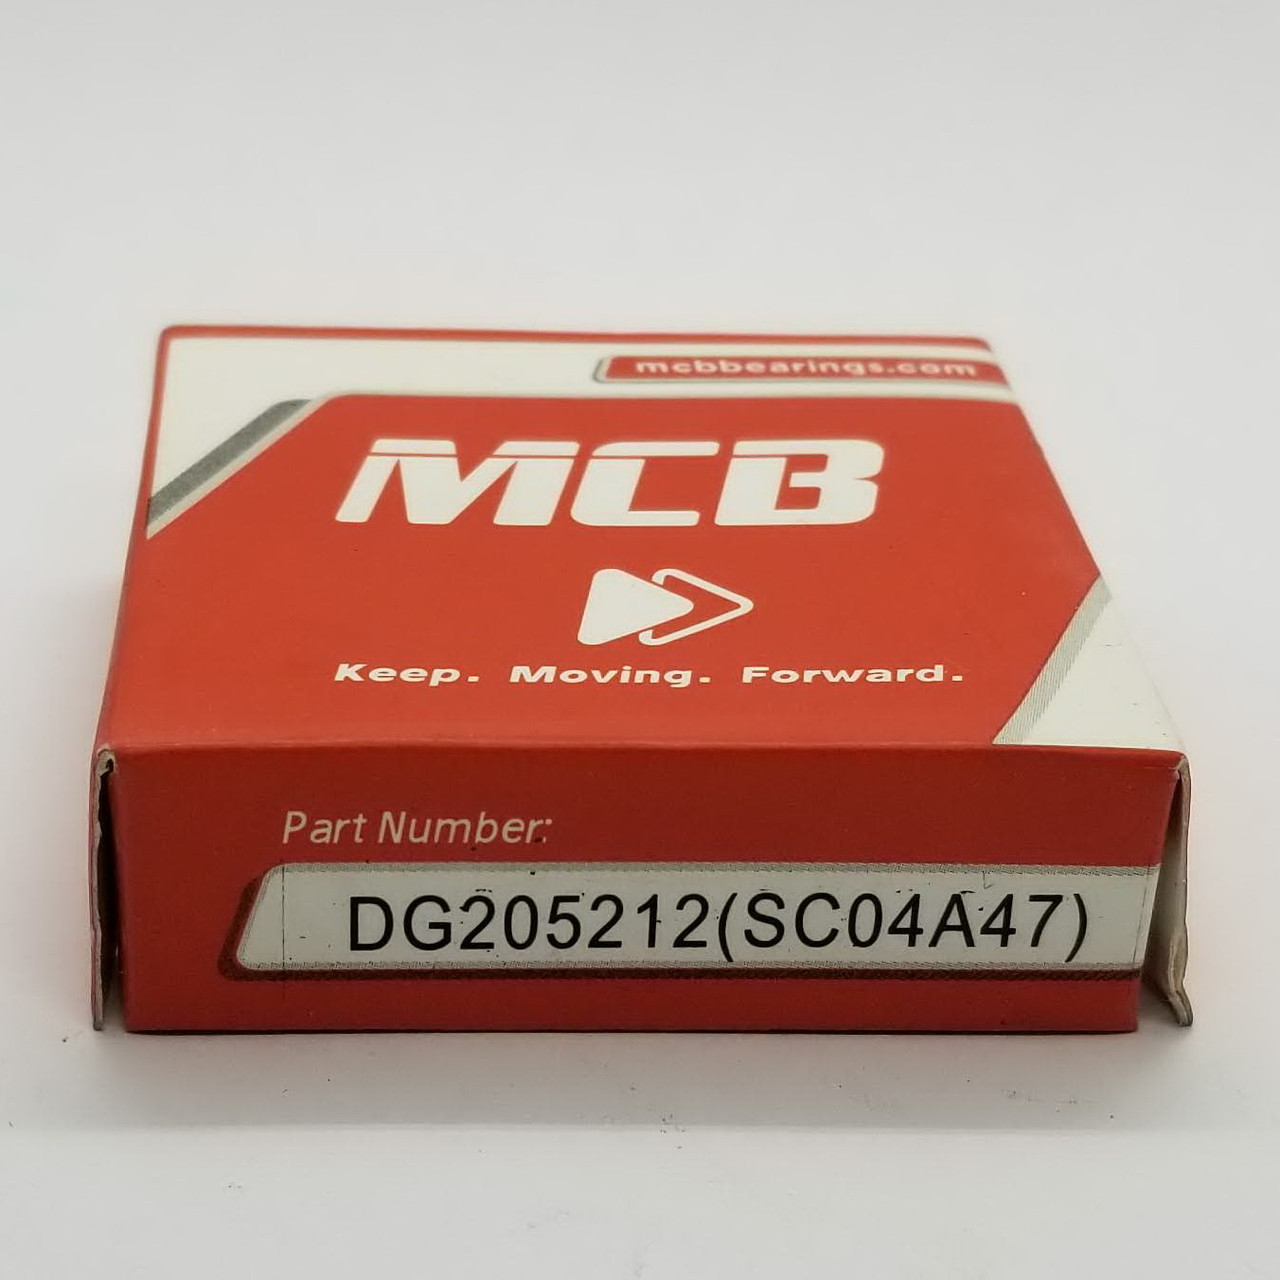 mcbbearings.com
MCB
Keep. Moving. Forward.
Part Number:
DG205212(SC04A47)